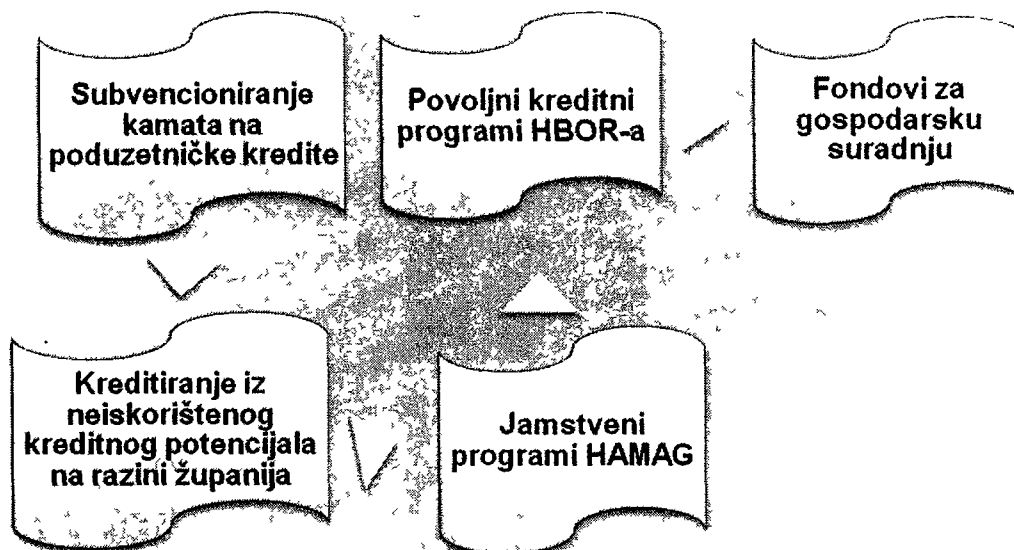 Subvencioniranje
kamata na
poduzetničke kredite
Povoljni kreditni
programi HBOR-a
Fondovi za
gospodarsku
suradnju
Kreditiranje iz
neiskorištenog
kreditnog potencijala
na razini županija
Jamstveni
programi HAMAG